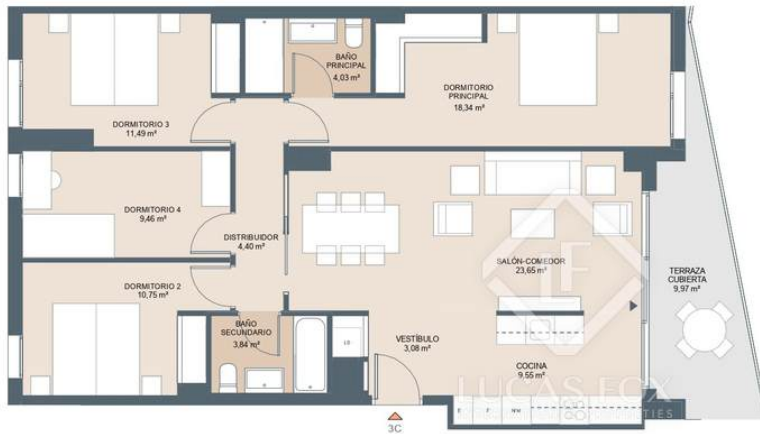 BAÑO
PRINCIPAL
4,03 m²
DORMITORIO
PRINCIPAL
18,34 m²
DORMITORIO 3
11,49 m²
DORMITORIO 4
9,46 m²
DISTRIBUIDOR
4,40 m²
SALÓN-COMEDOR
23,65 m²
TERRAZA
CUBIERTA
9,97 m²
DORMITORIO 2
10,75 m²
BAÑO
SECUNDARIO
3,84 m²
VESTÍBULO
3,08 m²
COCINA
9,55 m²
LF
LUCAS FOX
PROPERTIES
3C